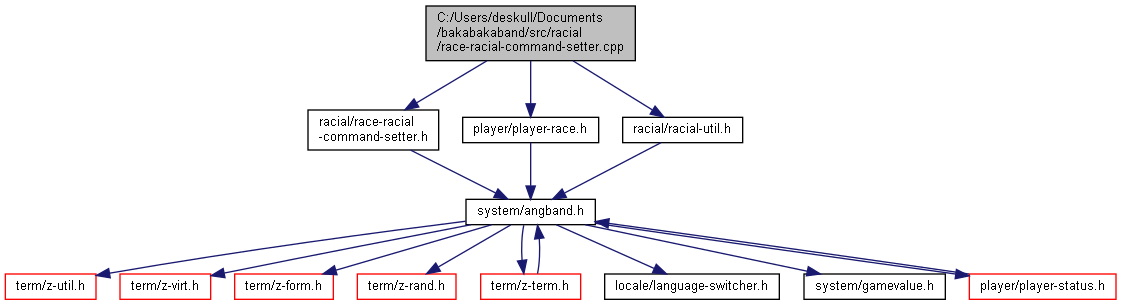 C:/Users/deskull/Documents
/bakabakaband/src/racial
/race-racial-command-setter.cpp
racial/race-racial
-command-setter.h
player/player-race.h
racial/racial-util.h
system/angband.h
term/z-util.h
term/z-virt.h
term/z-form.h
term/z-rand.h
term/z-term.h
locale/language-switcher.h
system/gamevalue.h
player/player-status.h